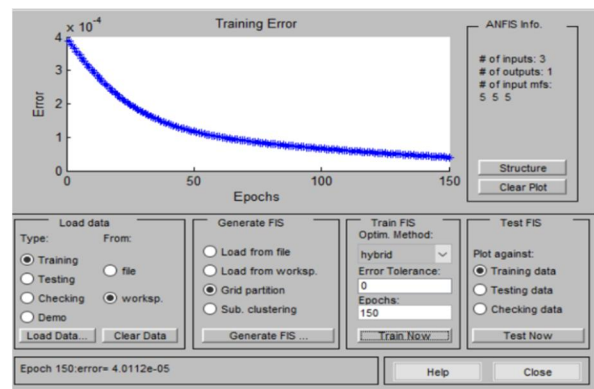 × 10⁻⁴
Training Error
4
3
2
1
0
Error
0
50
100
150
Epochs
ANFIS Info.
# of inputs: 3
# of outputs: 1
# of input mfs:
5 5 5
Structure
Clear Plot
Load data
Type:
From:
Training
Testing
Checking
Demo
file
worksp.
Load Data...
Clear Data
Generate FIS
Load from file
Load from worksp.
Grid partition
Sub. clustering
Generate FIS ...
Train FIS
Optim. Method:
hybrid
Error Tolerance:
0
Epochs:
150
Train Now
Test FIS
Plot against:
Training data
Testing data
Checking data
Test Now
Epoch 150:error= 4.0112e-05
Help
Close